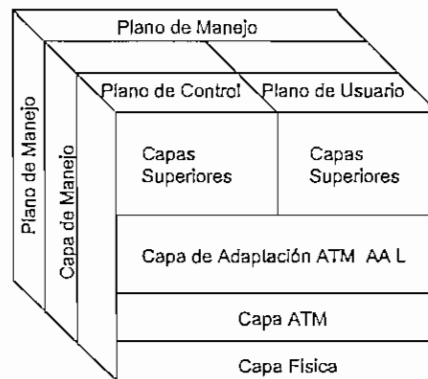 Plano de Manejo
Plano de Control
Plano de Usuario
Plano de Manejo
Capa de Manejo
Capas
Superiores
Capas
Superiores
Capa de Adaptación ATM AA L
Capa ATM
Capa Física